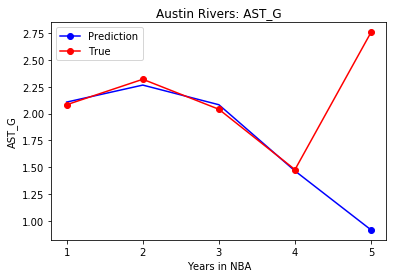 Austin Rivers: AST_G
Prediction
True
2.75
2.50
2.25
2.00
1.75
1.50
1.25
1.00
AST_G
1 2 3 4 5
Years in NBA